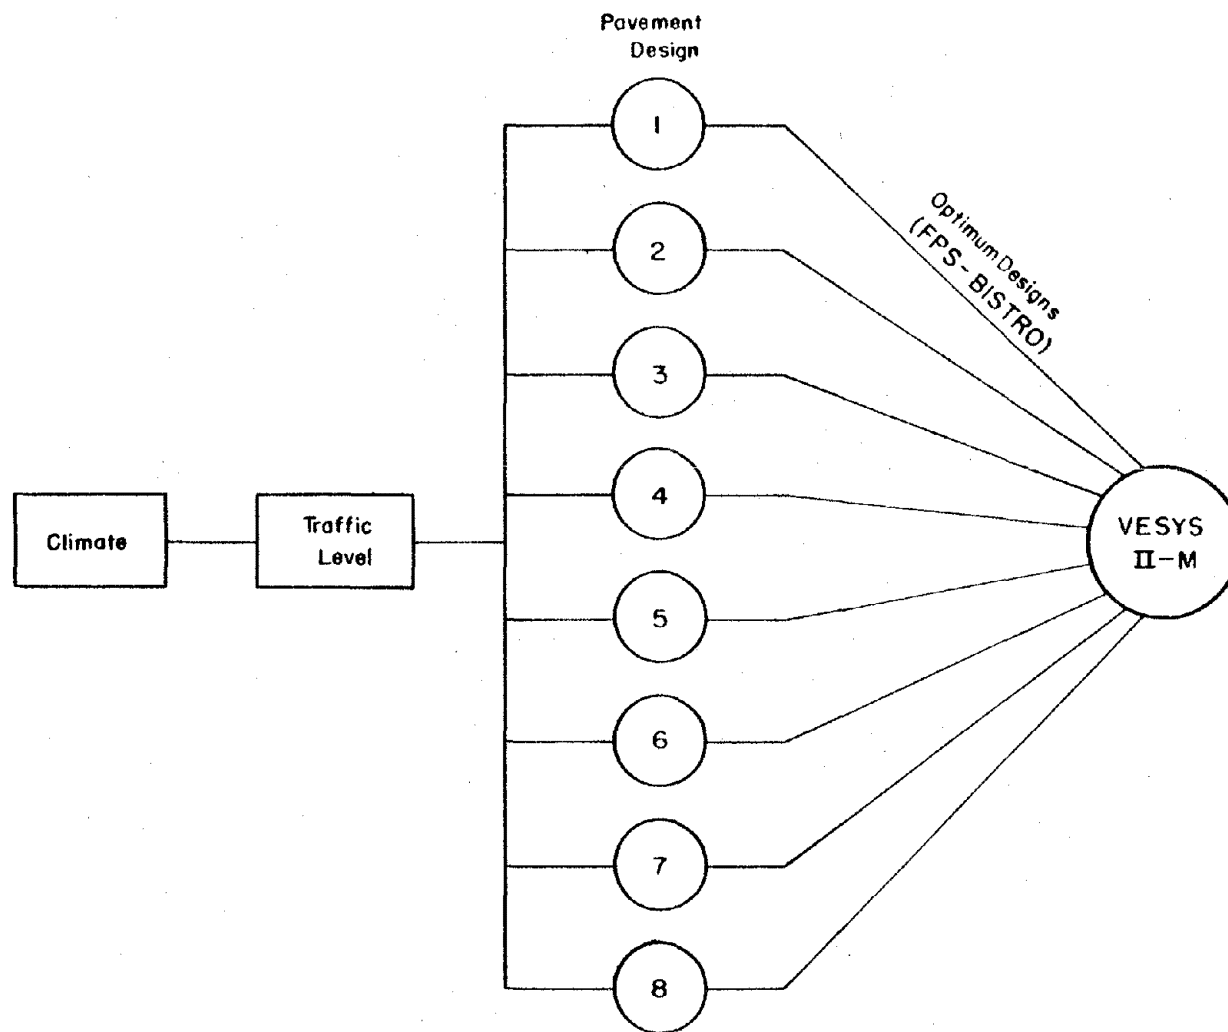 Pavement
Design
1
2
3
4
5
6
7
8
Optimum Designs
(FPS-BISTRO)
Climate
Traffic
Level
VESYS
II-M